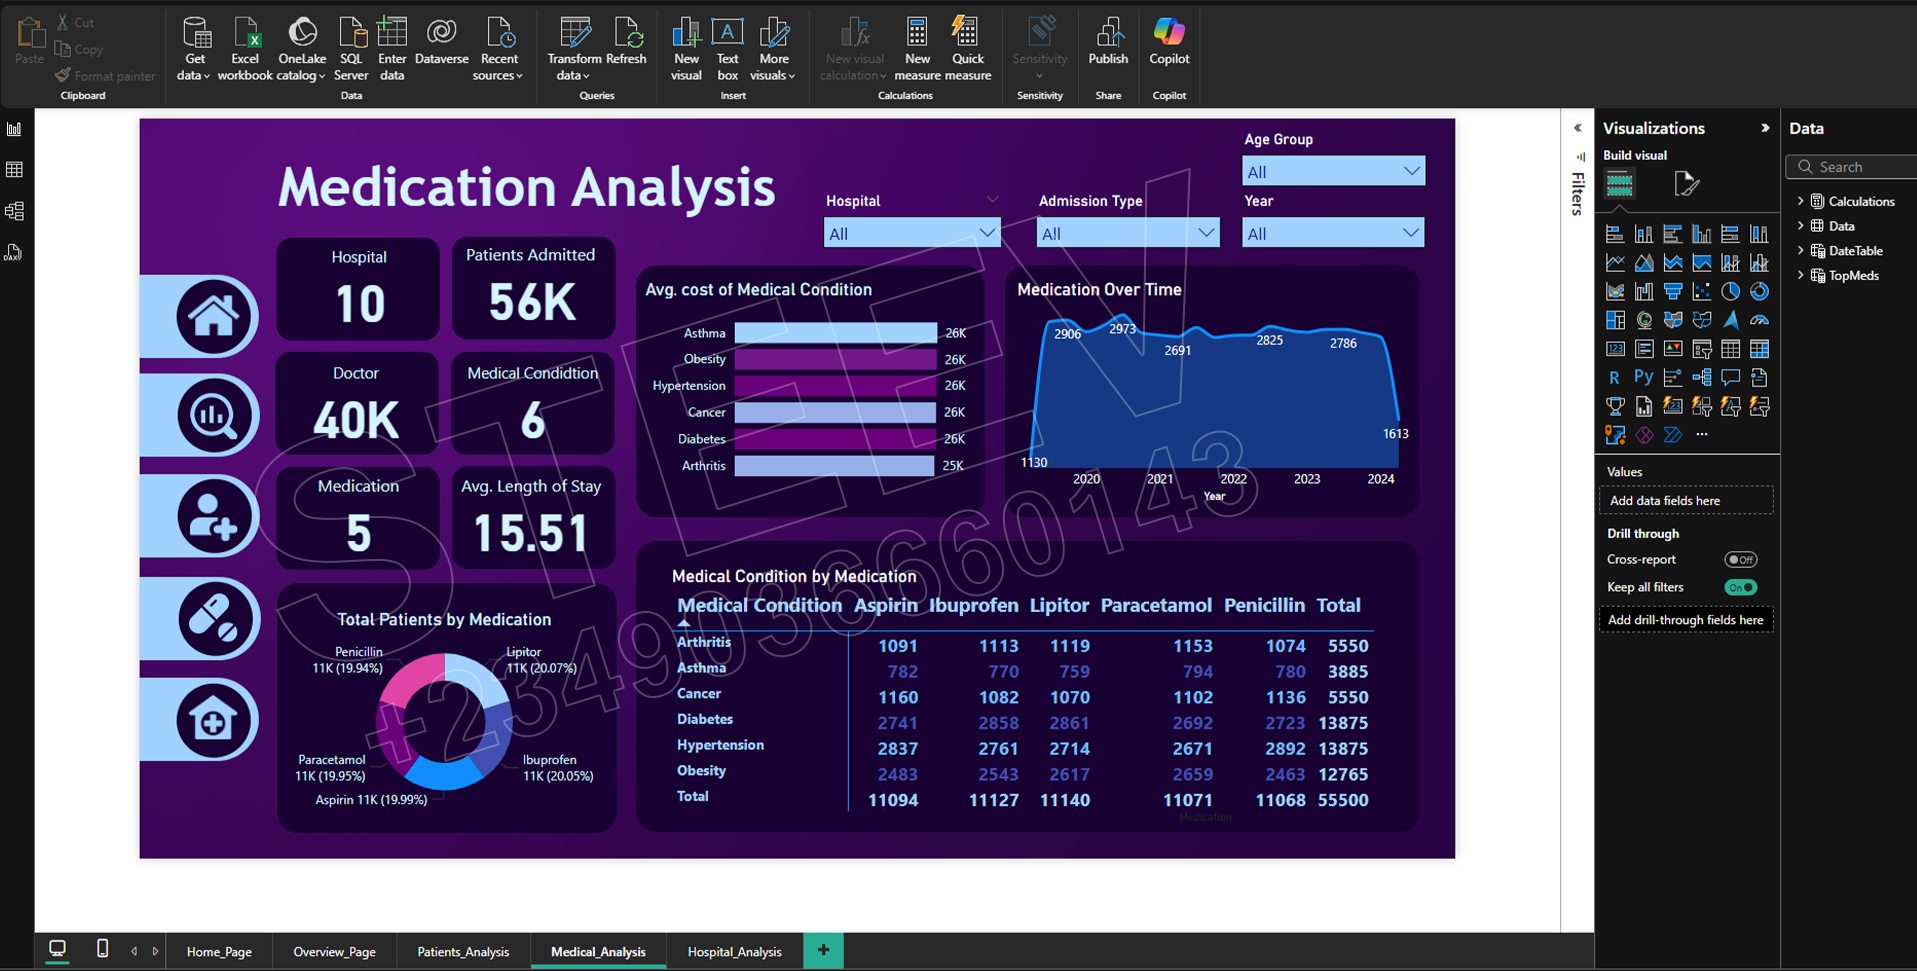 Paste
Cut
Copy
Format painter
Clipboard
Get data
Excel workbook
OneLake catalog
SQL Server
Enter data
Dataverse
Recent sources
Data
Transform data
Refresh
Queries
New visual
Text box
More visuals
Insert
New visual calculation
New measure
Quick measure
Calculations
Sensitivity
Sensitivity
Publish
Share
Copilot
Copilot
Medication Analysis
Age Group
All
Hospital
All
Admission Type
All
Year
All
Hospital
10
Patients Admitted
56K
Doctor
40K
Medical Condidtion
6
Medication
5
Avg. Length of Stay
15.51
Avg. cost of Medical Condition
Asthma 26K
Obesity 26K
Hypertension 26K
Cancer 26K
Diabetes 26K
Arthritis 25K
Medication Over Time
2906
2973
2691
2825
2786
1613
1130
2020 2021 2022 2023 2024
Year
Total Patients by Medication
Penicillin
11K (19.94%)
Lipitor
11K (20.07%)
Paracetamol
11K (19.95%)
Ibuprofen
11K (20.05%)
Aspirin 11K (19.99%)
Medical Condition by Medication
Medical Condition Aspirin Ibuprofen Lipitor Paracetamol Penicillin Total
Arthritis 1091 1113 1119 1153 1074 5550
Asthma 782 770 759 794 780 3885
Cancer 1160 1082 1070 1102 1136 5550
Diabetes 2741 2858 2861 2692 2723 13875
Hypertension 2837 2761 2714 2671 2892 13875
Obesity 2483 2543 2617 2659 2463 12765
Total 11094 11127 11140 11071 11068 55500
Medication
STEEV
+2349036660143
Filters
Visualizations
Build visual
R
Py
123
Values
Add data fields here
Drill through
Cross-report
Off
Keep all filters
On
Add drill-through fields here
Data
Search
Calculations
Data
DateTable
TopMeds
DAX
Home_Page
Overview_Page
Patients_Analysis
Medical_Analysis
Hospital_Analysis
+